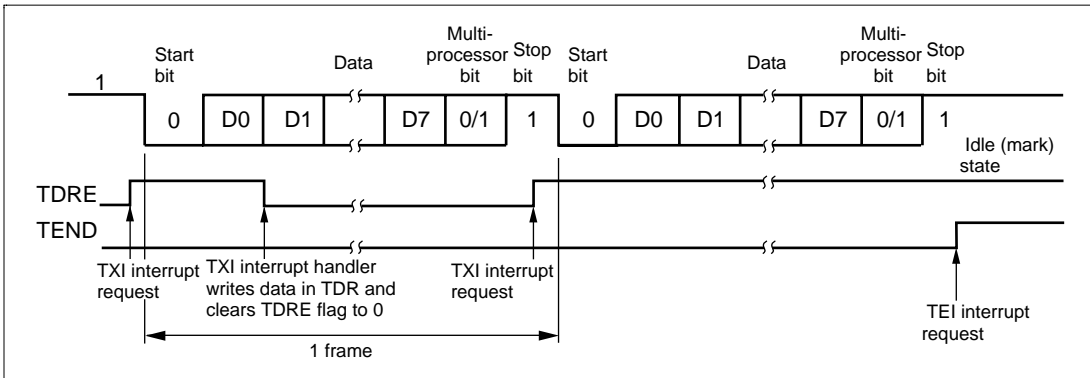 1
Start
bit
Data
Multi-
processor
bit
Stop
bit
Start
bit
Data
Multi-
processor
bit
Stop
bit
0
D0
D1
D7
0/1
1
0
D0
D1
D7
0/1
1
Idle (mark)
state
TDRE
TEND
TXI interrupt
request
TXI interrupt handler
writes data in TDR and
clears TDRE flag to 0
TXI interrupt
request
TEI interrupt
request
1 frame